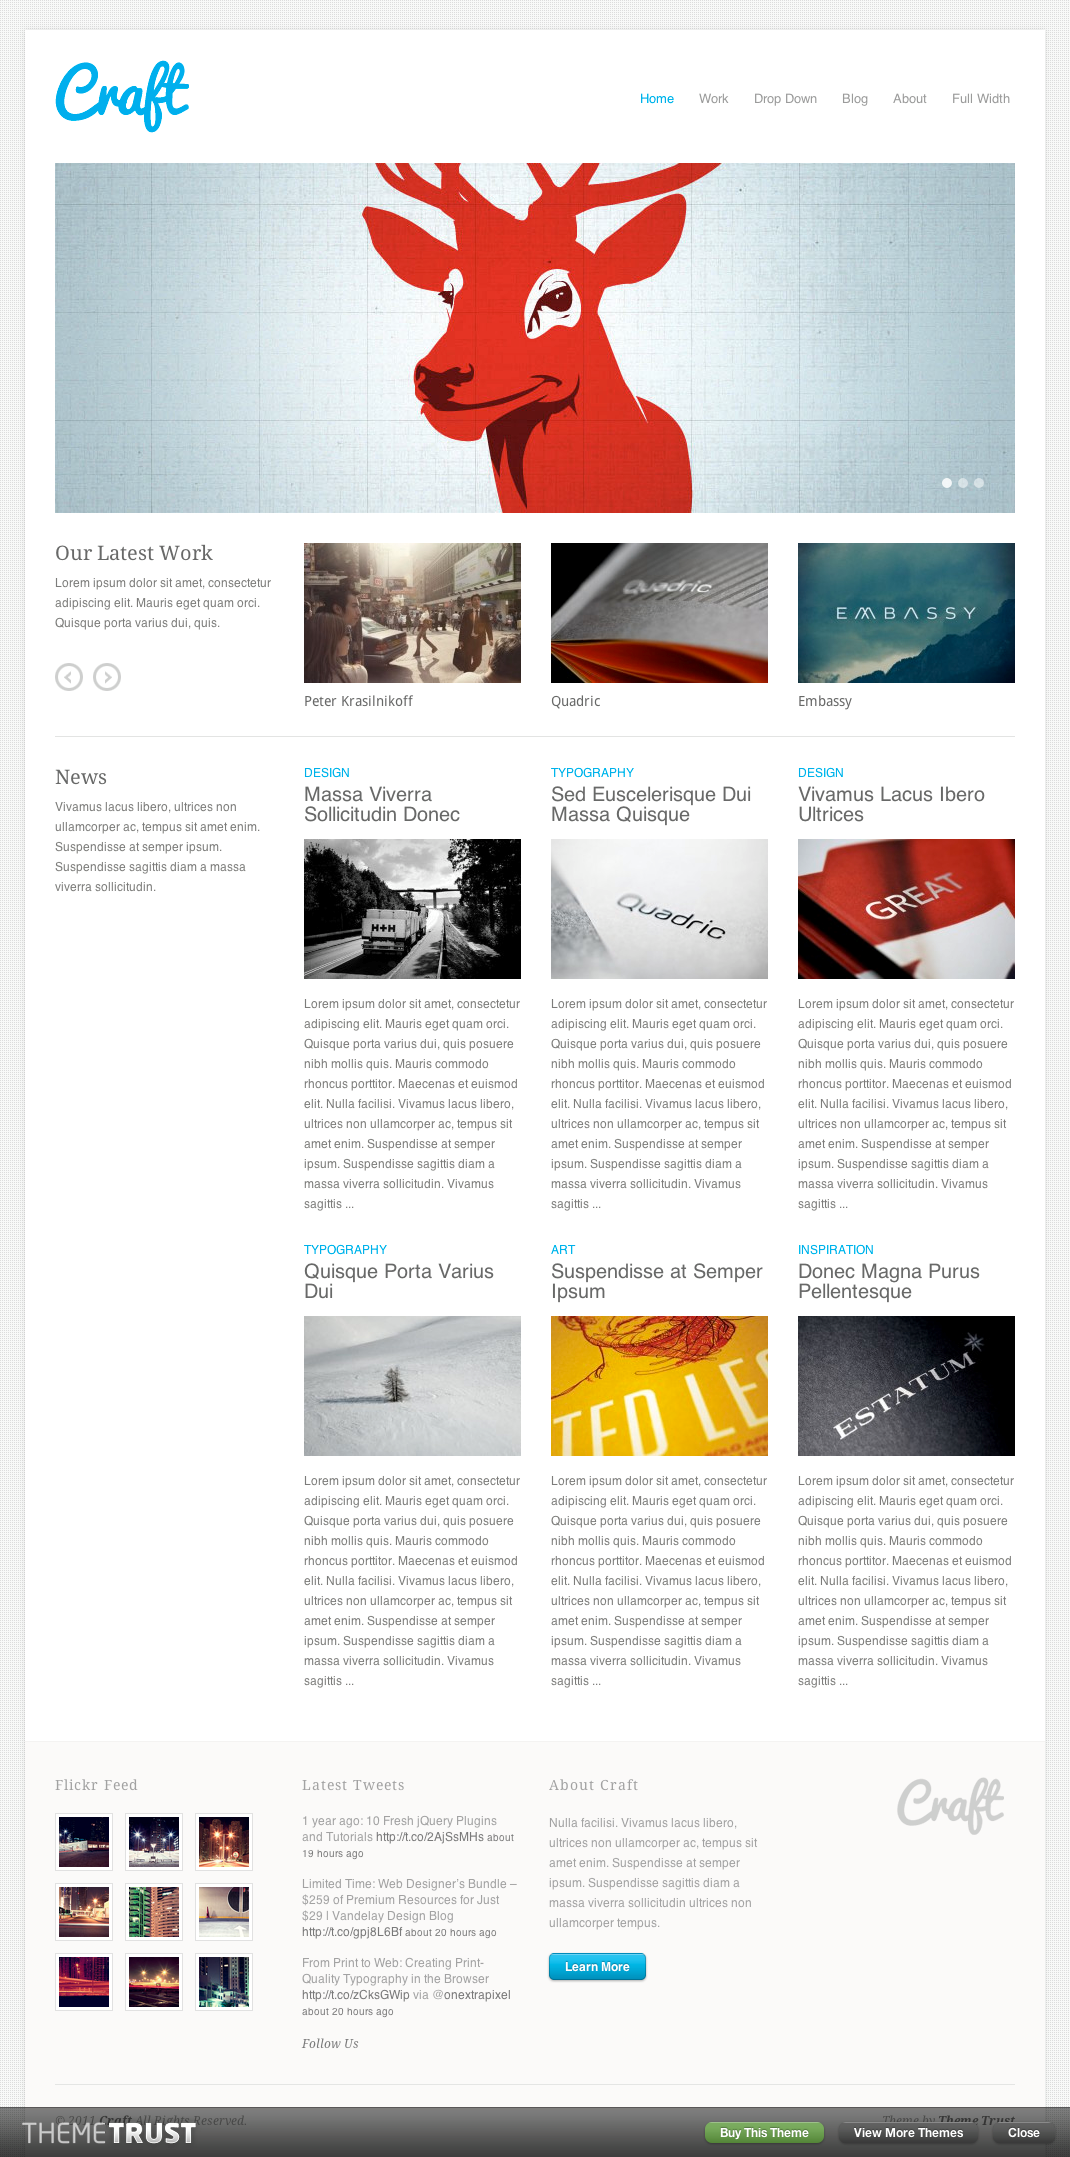 Craft
Home Work Drop Down Blog About Full Width
Our Latest Work
Lorem ipsum dolor sit amet, consectetur
adipiscing elit. Mauris eget quam orci.
Quisque porta varius dui, quis.
Quadric
EMBASSY
Peter Krasilnikoff
Quadric
Embassy
News
Vivamus lacus libero, ultrices non
ullamcorper ac, tempus sit amet enim.
Suspendisse at semper ipsum.
Suspendisse sagittis diam a massa
viverra sollicitudin.
DESIGN
Massa Viverra
Sollicitudin Donec
H+H
Lorem ipsum dolor sit amet, consectetur
adipiscing elit. Mauris eget quam orci.
Quisque porta varius dui, quis posuere
nibh mollis quis. Mauris commodo
rhoncus porttitor. Maecenas et euismod
elit. Nulla facilisi. Vivamus lacus libero,
ultrices non ullamcorper ac, tempus sit
amet enim. Suspendisse at semper
ipsum. Suspendisse sagittis diam a
massa viverra sollicitudin. Vivamus
sagittis ...
TYPOGRAPHY
Sed Euscelerisque Dui
Massa Quisque
Quadric
Lorem ipsum dolor sit amet, consectetur
adipiscing elit. Mauris eget quam orci.
Quisque porta varius dui, quis posuere
nibh mollis quis. Mauris commodo
rhoncus porttitor. Maecenas et euismod
elit. Nulla facilisi. Vivamus lacus libero,
ultrices non ullamcorper ac, tempus sit
amet enim. Suspendisse at semper
ipsum. Suspendisse sagittis diam a
massa viverra sollicitudin. Vivamus
sagittis ...
DESIGN
Vivamus Lacus Ibero
Ultrices
GREAT
Lorem ipsum dolor sit amet, consectetur
adipiscing elit. Mauris eget quam orci.
Quisque porta varius dui, quis posuere
nibh mollis quis. Mauris commodo
rhoncus porttitor. Maecenas et euismod
elit. Nulla facilisi. Vivamus lacus libero,
ultrices non ullamcorper ac, tempus sit
amet enim. Suspendisse at semper
ipsum. Suspendisse sagittis diam a
massa viverra sollicitudin. Vivamus
sagittis ...
TYPOGRAPHY
Quisque Porta Varius
Dui
Lorem ipsum dolor sit amet, consectetur
adipiscing elit. Mauris eget quam orci.
Quisque porta varius dui, quis posuere
nibh mollis quis. Mauris commodo
rhoncus porttitor. Maecenas et euismod
elit. Nulla facilisi. Vivamus lacus libero,
ultrices non ullamcorper ac, tempus sit
amet enim. Suspendisse at semper
ipsum. Suspendisse sagittis diam a
massa viverra sollicitudin. Vivamus
sagittis ...
ART
Suspendisse at Semper
Ipsum
TED LEO
Lorem ipsum dolor sit amet, consectetur
adipiscing elit. Mauris eget quam orci.
Quisque porta varius dui, quis posuere
nibh mollis quis. Mauris commodo
rhoncus porttitor. Maecenas et euismod
elit. Nulla facilisi. Vivamus lacus libero,
ultrices non ullamcorper ac, tempus sit
amet enim. Suspendisse at semper
ipsum. Suspendisse sagittis diam a
massa viverra sollicitudin. Vivamus
sagittis ...
INSPIRATION
Donec Magna Purus
Pellentesque
ESTATUM
Lorem ipsum dolor sit amet, consectetur
adipiscing elit. Mauris eget quam orci.
Quisque porta varius dui, quis posuere
nibh mollis quis. Mauris commodo
rhoncus porttitor. Maecenas et euismod
elit. Nulla facilisi. Vivamus lacus libero,
ultrices non ullamcorper ac, tempus sit
amet enim. Suspendisse at semper
ipsum. Suspendisse sagittis diam a
massa viverra sollicitudin. Vivamus
sagittis ...
Flickr Feed
Latest Tweets
1 year ago: 10 Fresh jQuery Plugins
and Tutorials http://t.co/2AjSsMHs about
19 hours ago
Limited Time: Web Designer's Bundle –
$259 of Premium Resources for Just
$29 | Vandelay Design Blog
http://t.co/gpj8L6Bf about 20 hours ago
From Print to Web: Creating Print-
Quality Typography in the Browser
http://t.co/zCksGWip via @onextrapixel
about 20 hours ago
Follow Us
About Craft
Nulla facilisi. Vivamus lacus libero,
ultrices non ullamcorper ac, tempus sit
amet enim. Suspendisse at semper
ipsum. Suspendisse sagittis diam a
massa viverra sollicitudin ultrices non
ullamcorper tempus.
Learn More
Craft
© 2011 Craft All Rights Reserved.
Theme by Theme Trust
THEMETRUST
Buy This Theme View More Themes Close